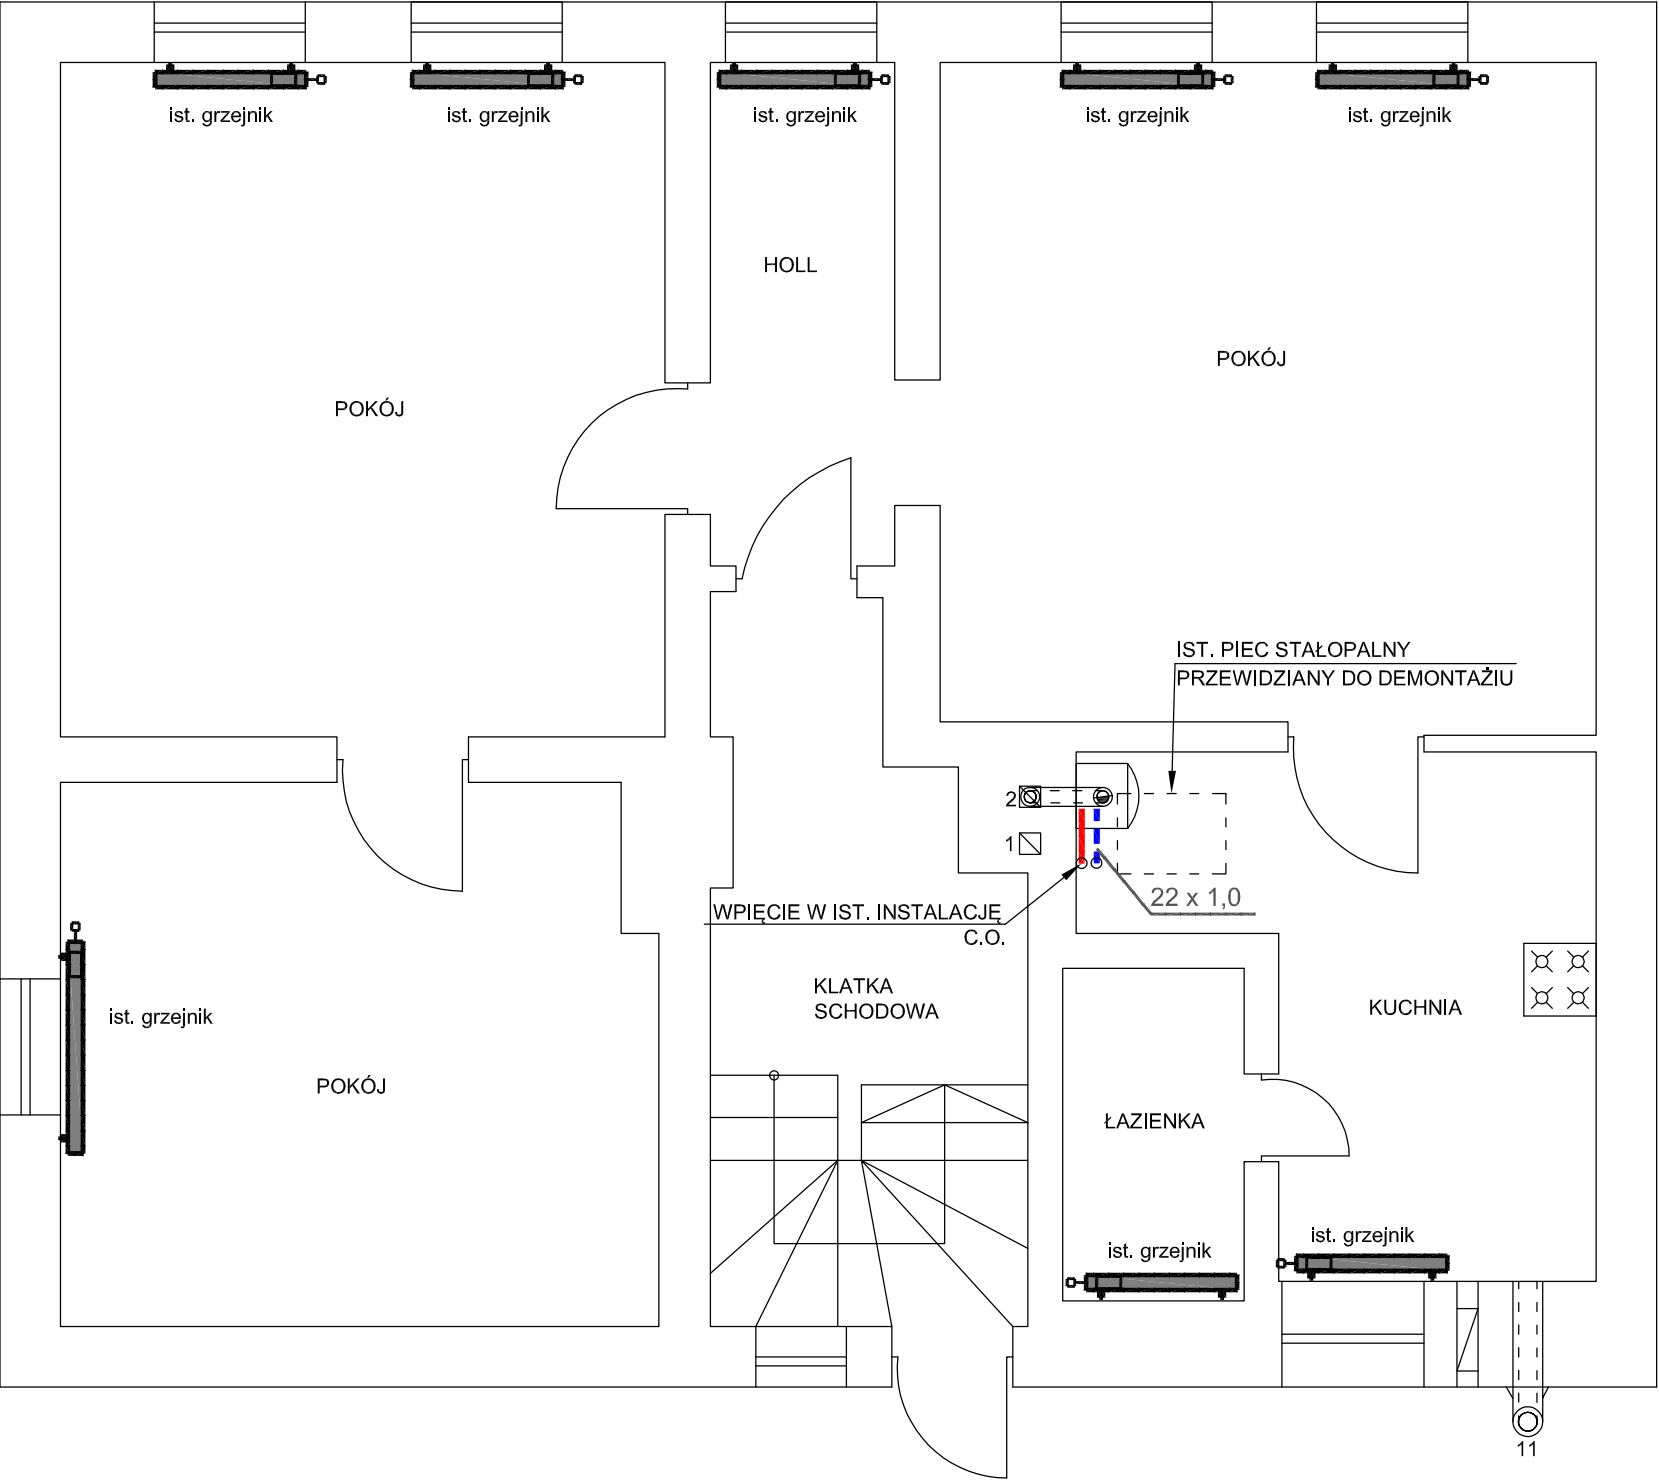 ist. grzejnik
ist. grzejnik
ist. grzejnik
ist. grzejnik
ist. grzejnik
HOLL
POKÓJ
POKÓJ
IST. PIEC STAŁOPALNY
PRZEWIDZIANY DO DEMONTAŻIU
2
1
22 x 1,0
WPIĘCIE W IST. INSTALACJĘ
C.O.
KLATKA
SCHODOWA
KUCHNIA
ist. grzejnik
POKÓJ
ŁAZIENKA
ist. grzejnik
ist. grzejnik
11